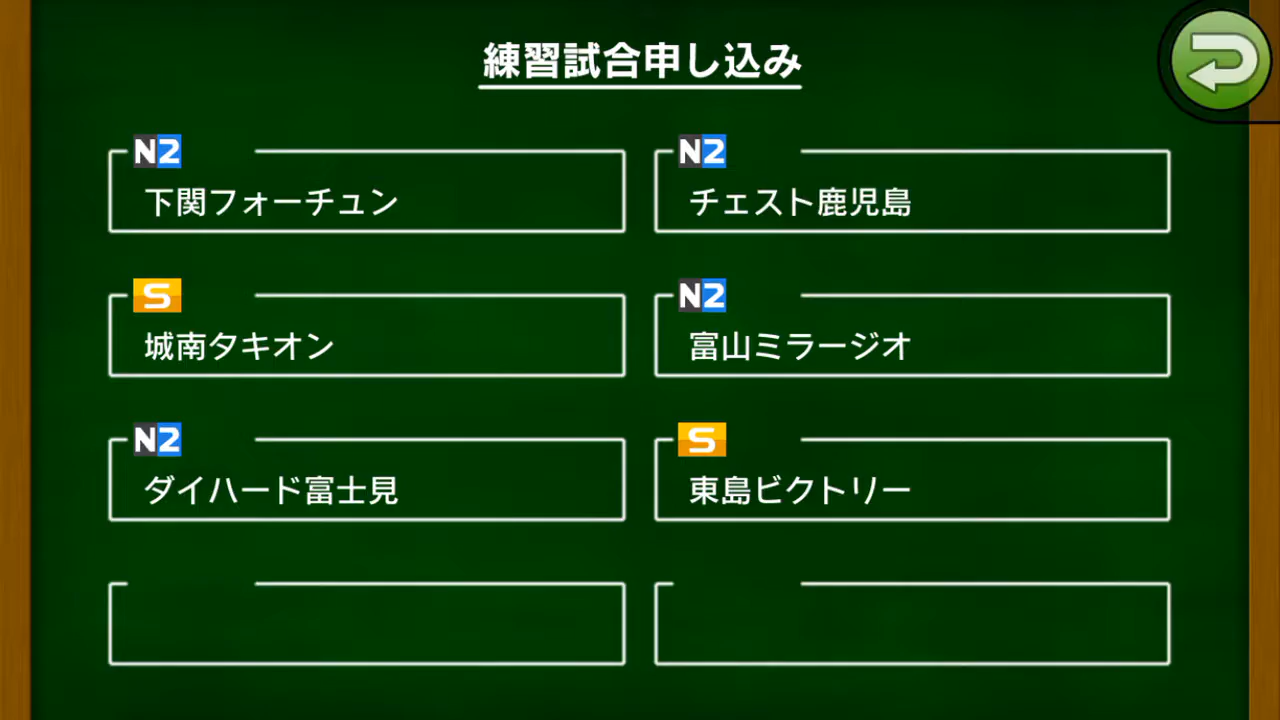 練習試合申し込み
N2
下関フォーチュン
N2
チェスト鹿児島
S
城南タキオン
N2
富山ミラージオ
N2
ダイハード富士見
S
東島ビクトリー